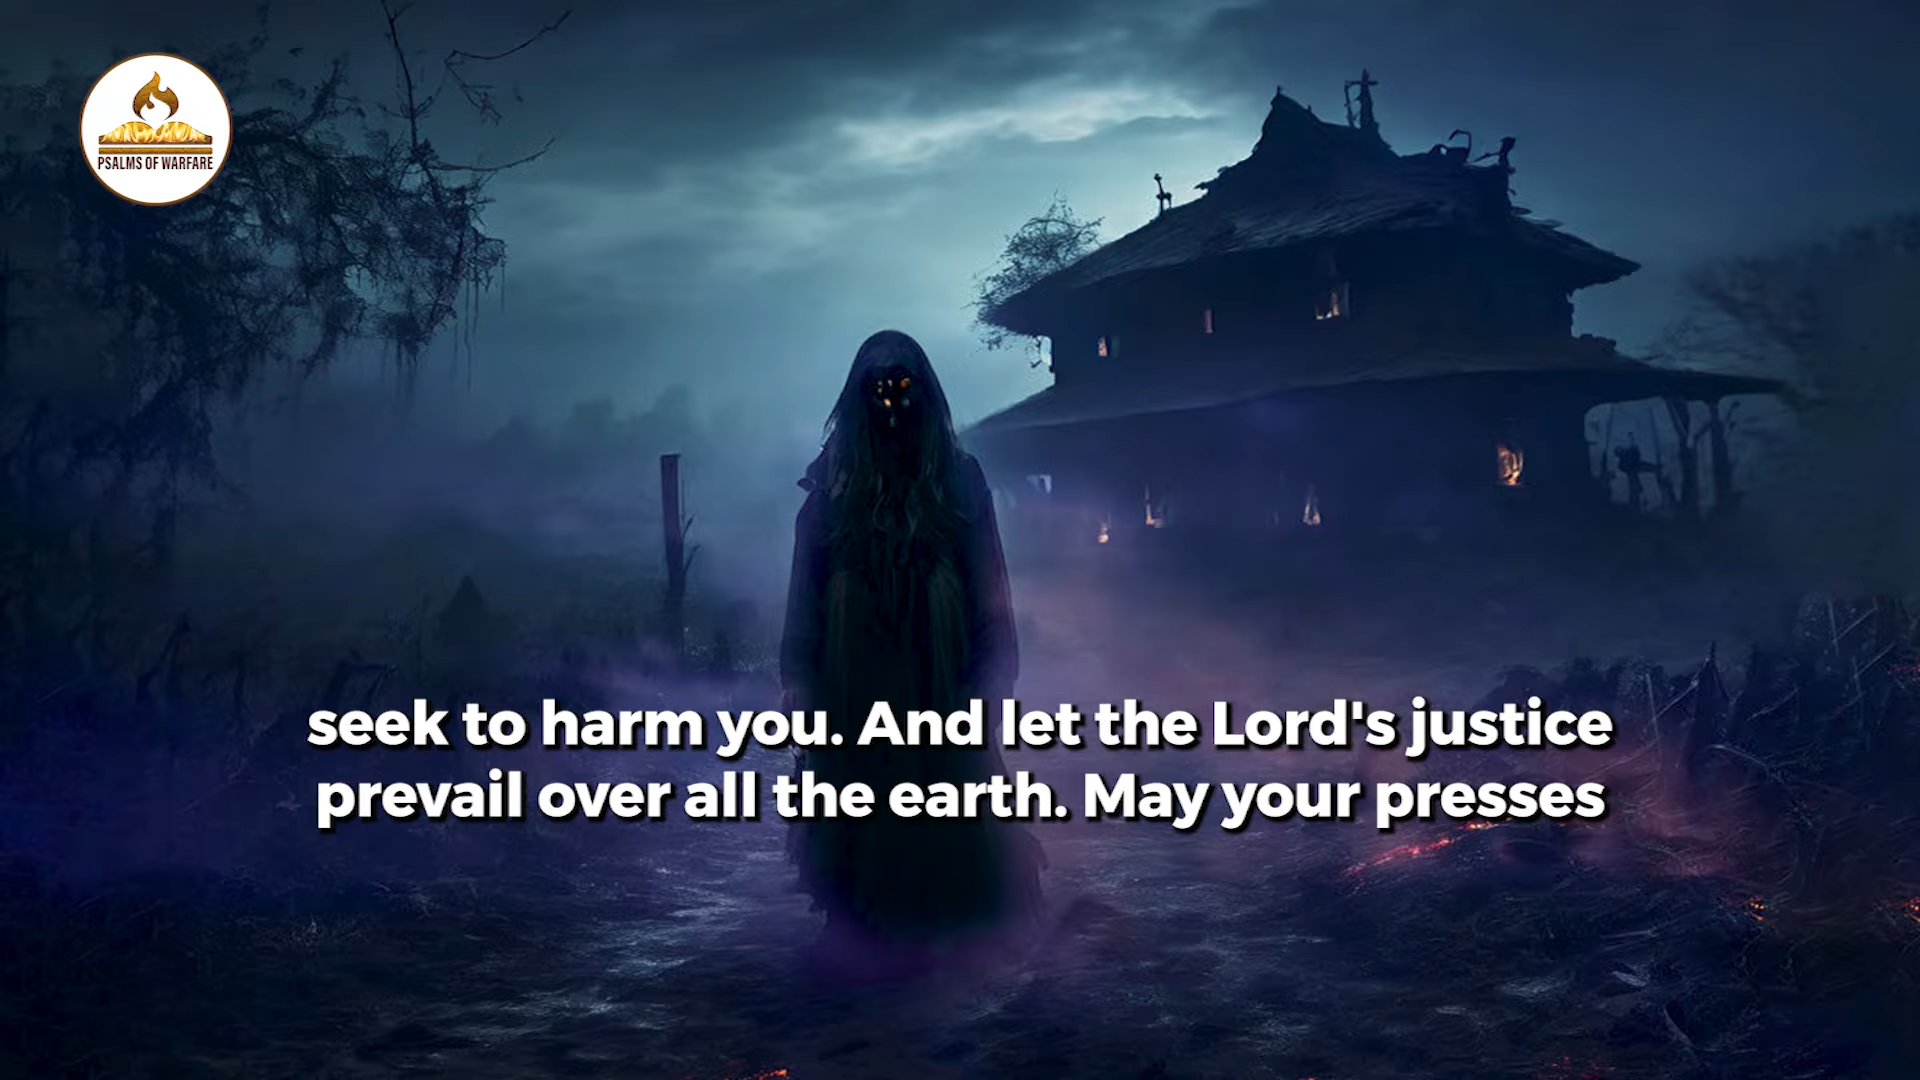 PSALMS OF WARFARE
seek to harm you. And let the Lord's justice
prevail over all the earth. May your presses